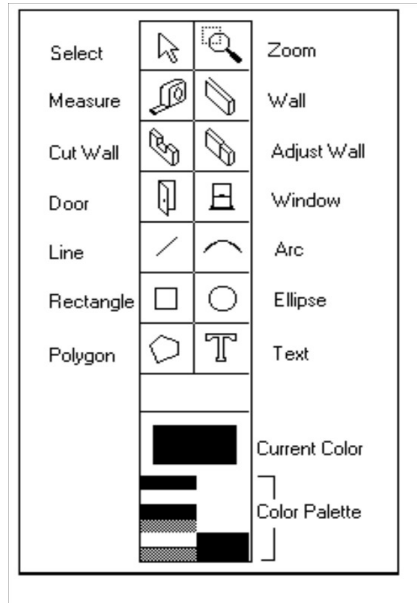 Select Zoom
Measure Wall
Cut Wall Adjust Wall
Door Window
Line Arc
Rectangle Ellipse
Polygon Text
Current Color
Color Palette